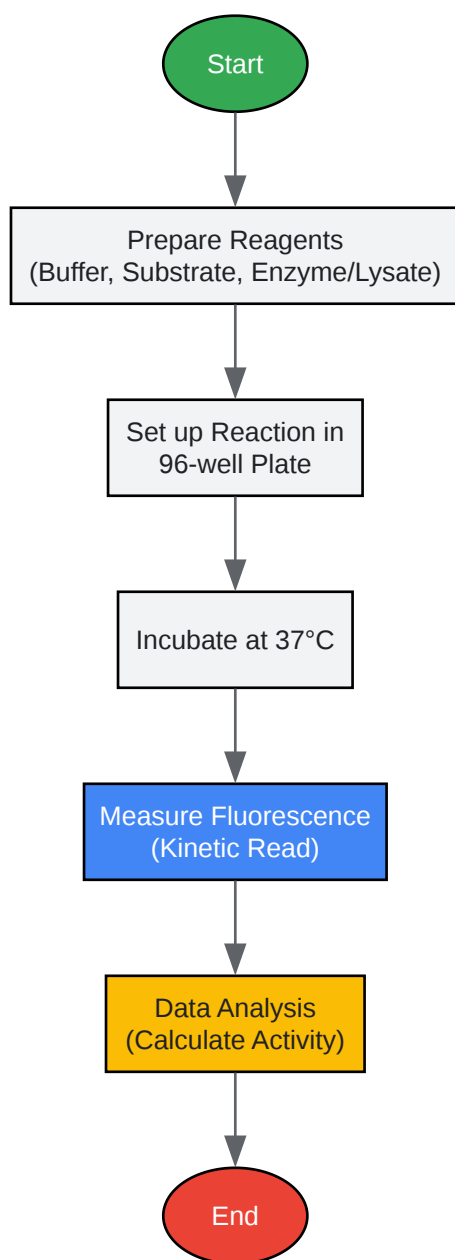 Start
Prepare Reagents
(Buffer, Substrate, Enzyme/Lysate)
Set up Reaction in
96-well Plate
Incubate at 37°C
Measure Fluorescence
(Kinetic Read)
Data Analysis
(Calculate Activity)
End